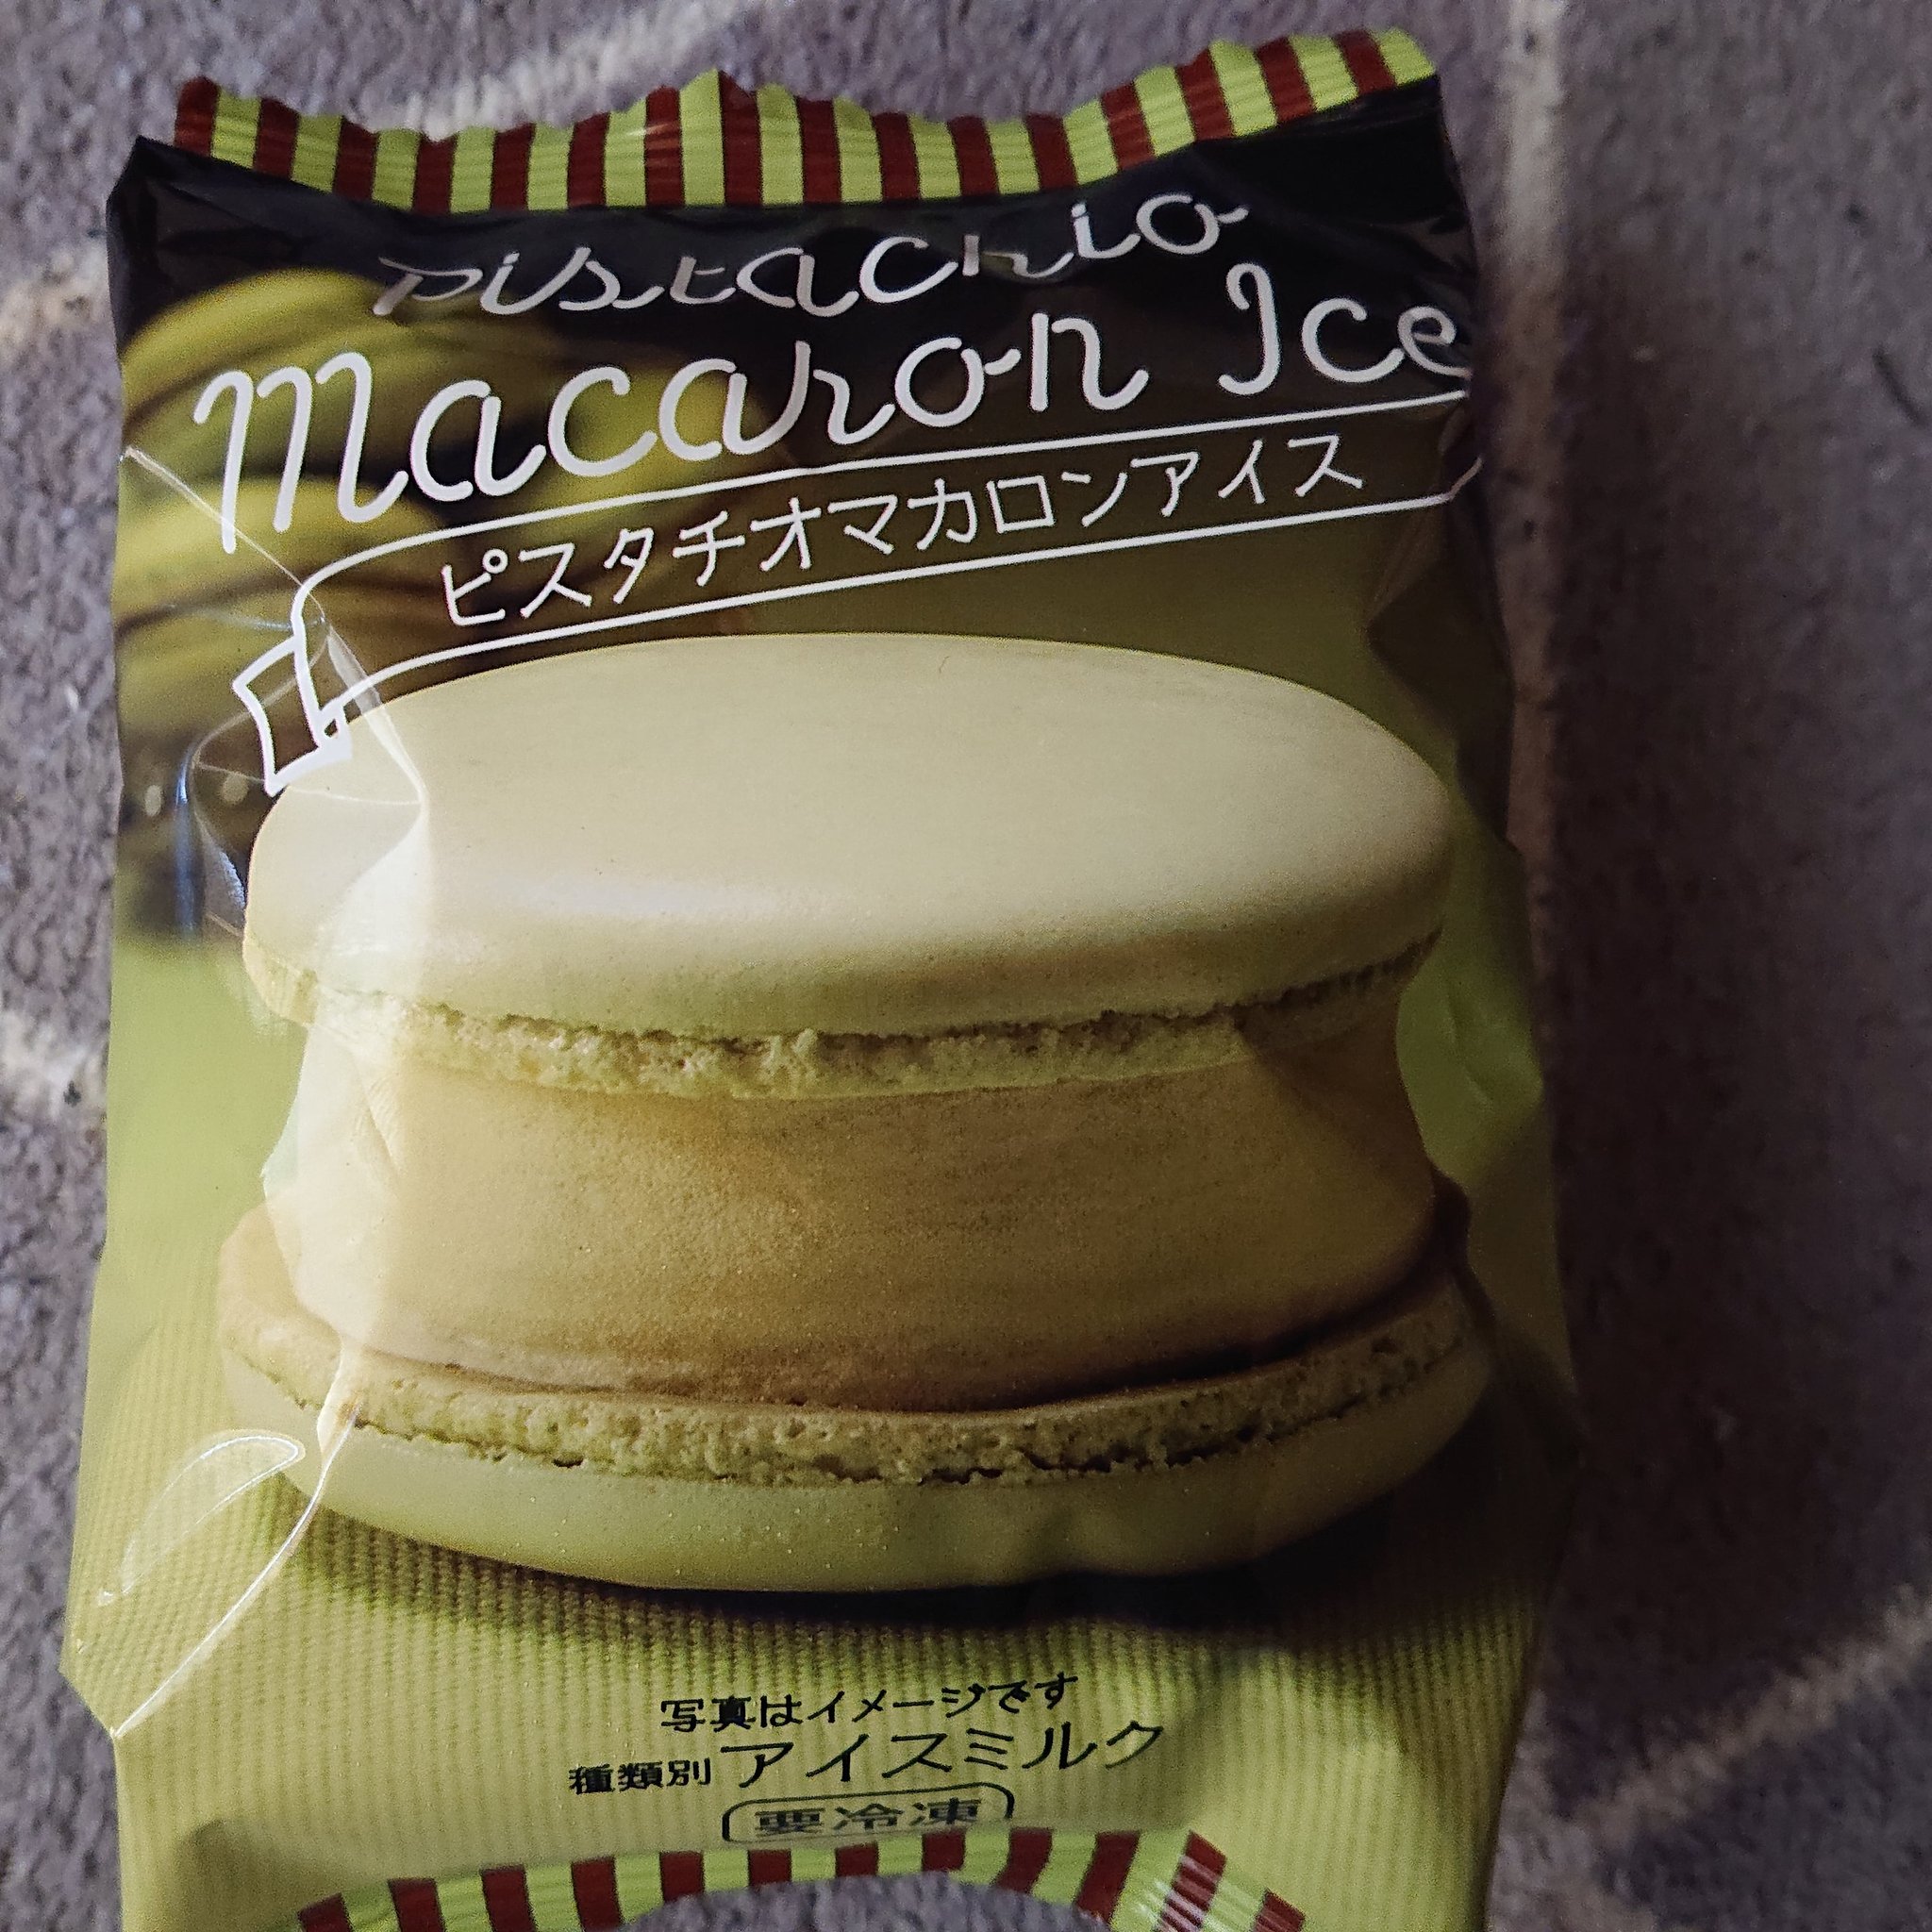 Pistachio
Macaron Ice
ピスタチオマカロンアイス
写真はイメージです
種類別 アイスミルク
要冷凍